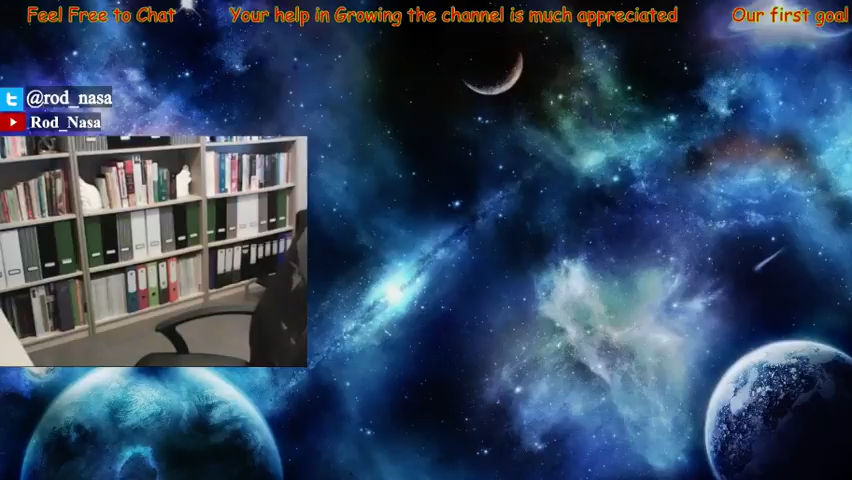 Feel Free to Chat Your help in Growing the channel is much appreciated Our first goal
@rod_nasa
Rod_Nasa